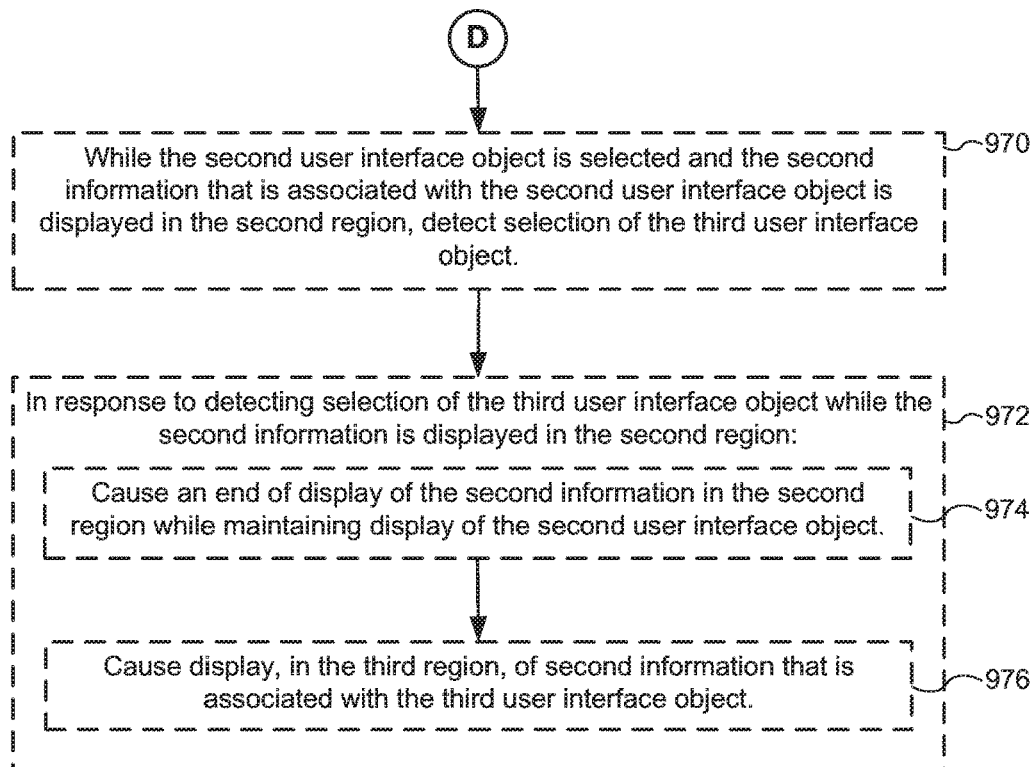 D
While the second user interface object is selected and the second
information that is associated with the second user interface object is
displayed in the second region, detect selection of the third user interface
object.
970
In response to detecting selection of the third user interface object while the
second information is displayed in the second region:
972
Cause an end of display of the second information in the second
region while maintaining display of the second user interface object.
974
Cause display, in the third region, of second information that is
associated with the third user interface object.
976